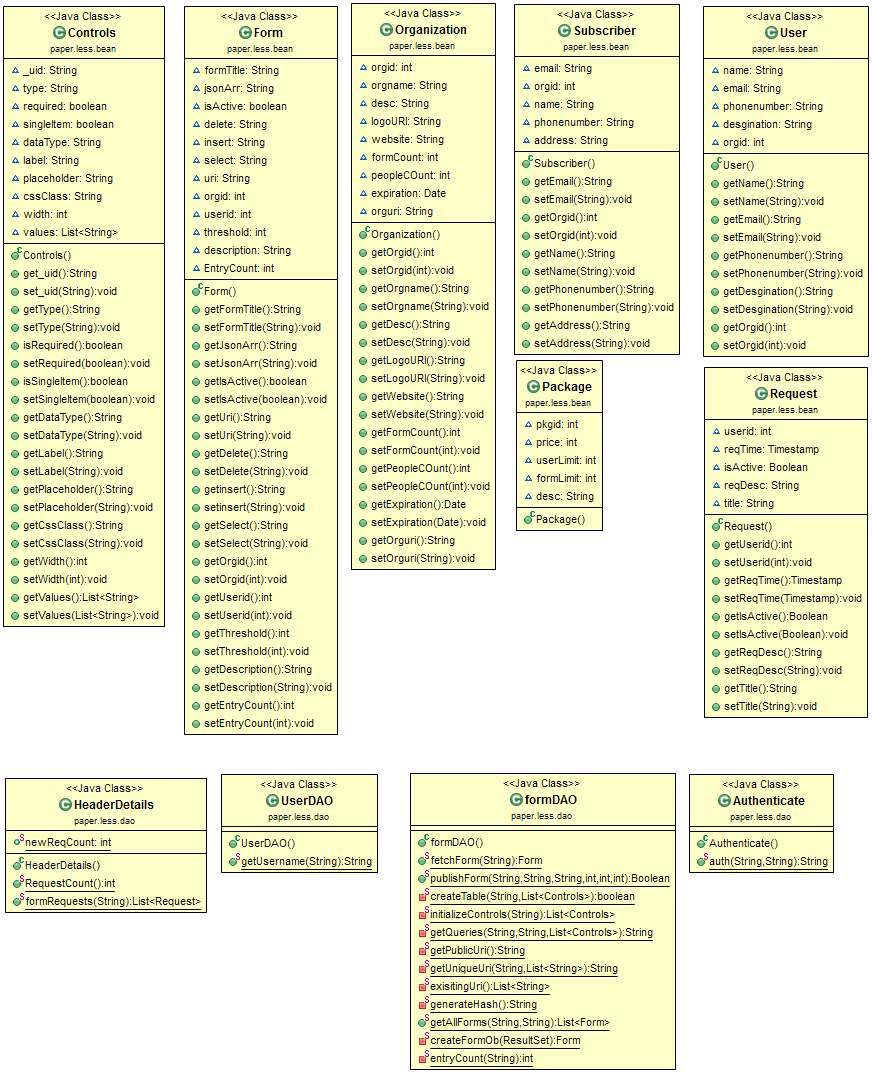 <<Java Class>>
Controls
paper.less.bean
_uid: String
type: String
required: boolean
singleItem: boolean
dataType: String
label: String
placeholder: String
cssClass: String
width: int
values: List<String>
Controls()
get_uid():String
set_uid(String):void
getType():String
setType(String):void
isRequired():boolean
setRequired(boolean):void
isSingleItem():boolean
setSingleItem(boolean):void
getDataType():String
setDataType(String):void
getLabel():String
setLabel(String):void
getPlaceholder():String
setPlaceholder(String):void
getCssClass():String
setCssClass(String):void
getWidth():int
setWidth(int):void
getValues():List<String>
setValues(List<String>):void
<<Java Class>>
Form
paper.less.bean
formTitle: String
jsonArr: String
isActive: boolean
delete: String
insert: String
select: String
uri: String
orgid: int
userid: int
threshold: int
description: String
EntryCount: int
Form()
getFormTitle():String
setFormTitle(String):void
getJsonArr():String
setJsonArr(String):void
getIsActive():boolean
setIsActive(boolean):void
getUri():String
setUri(String):void
getDelete():String
setDelete(String):void
getinsert():String
setinsert(String):void
getSelect():String
setSelect(String):void
getOrgid():int
setOrgid(int):void
getUserid():int
setUserid(int):void
getThreshold():int
setThreshold(int):void
getDescription():String
setDescription(String):void
getEntryCount():int
setEntryCount(int):void
<<Java Class>>
Organization
paper.less.bean
orgid: int
orgname: String
desc: String
logoURI: String
website: String
formCount: int
peopleCOunt: int
expiration: Date
orguri: String
Organization()
getOrgid():int
setOrgid(int):void
getOrgname():String
setOrgname(String):void
getDesc():String
setDesc(String):void
getLogoURI():String
setLogoURI(String):void
getWebsite():String
setWebsite(String):void
getFormCount():int
setFormCount(int):void
getPeopleCOunt():int
setPeopleCOunt(int):void
getExpiration():Date
setExpiration(Date):void
getOrguri():String
setOrguri(String):void
<<Java Class>>
Subscriber
paper.less.bean
email: String
orgid: int
name: String
phonenumber: String
address: String
Subscriber()
getEmail():String
setEmail(String):void
getOrgid():int
setOrgid(int):void
getName():String
setName(String):void
getPhonenumber():String
setPhonenumber(String):void
getAddress():String
setAddress(String):void
<<Java Class>>
Package
paper.less.bean
pkgid: int
price: int
userLimit: int
formLimit: int
desc: String
Package()
<<Java Class>>
User
paper.less.bean
name: String
email: String
phonenumber: String
desgination: String
orgid: int
User()
getName():String
setName(String):void
getEmail():String
setEmail(String):void
getPhonenumber():String
setPhonenumber(String):void
getDesgination():String
setDesgination(String):void
getOrgid():int
setOrgid(int):void
<<Java Class>>
Request
paper.less.bean
userid: int
reqTime: Timestamp
isActive: Boolean
reqDesc: String
title: String
Request()
getUserid():int
setUserid(int):void
getReqTime():Timestamp
setReqTime(Timestamp):void
getIsActive():Boolean
setIsActive(Boolean):void
getReqDesc():String
setReqDesc(String):void
getTitle():String
setTitle(String):void
<<Java Class>>
HeaderDetails
paper.less.dao
newReqCount: int
HeaderDetails()
RequestCount():int
formRequests(String):List<Request>
<<Java Class>>
UserDAO
paper.less.dao
UserDAO()
getUsername(String):String
<<Java Class>>
formDAO
paper.less.dao
formDAO()
fetchForm(String):Form
publishForm(String,String,String,int,int,int):Boolean
createTable(String,List<Controls>):boolean
initializeControls(String):List<Controls>
getQueries(String,String,List<Controls>):String
getPublicUri():String
getUniqueUri(String,List<String>):String
exisitingUri():List<String>
generateHash():String
getAllForms(String,String):List<Form>
createFormOb(ResultSet):Form
entryCount(String):int
<<Java Class>>
Authenticate
paper.less.dao
Authenticate()
auth(String,String):String